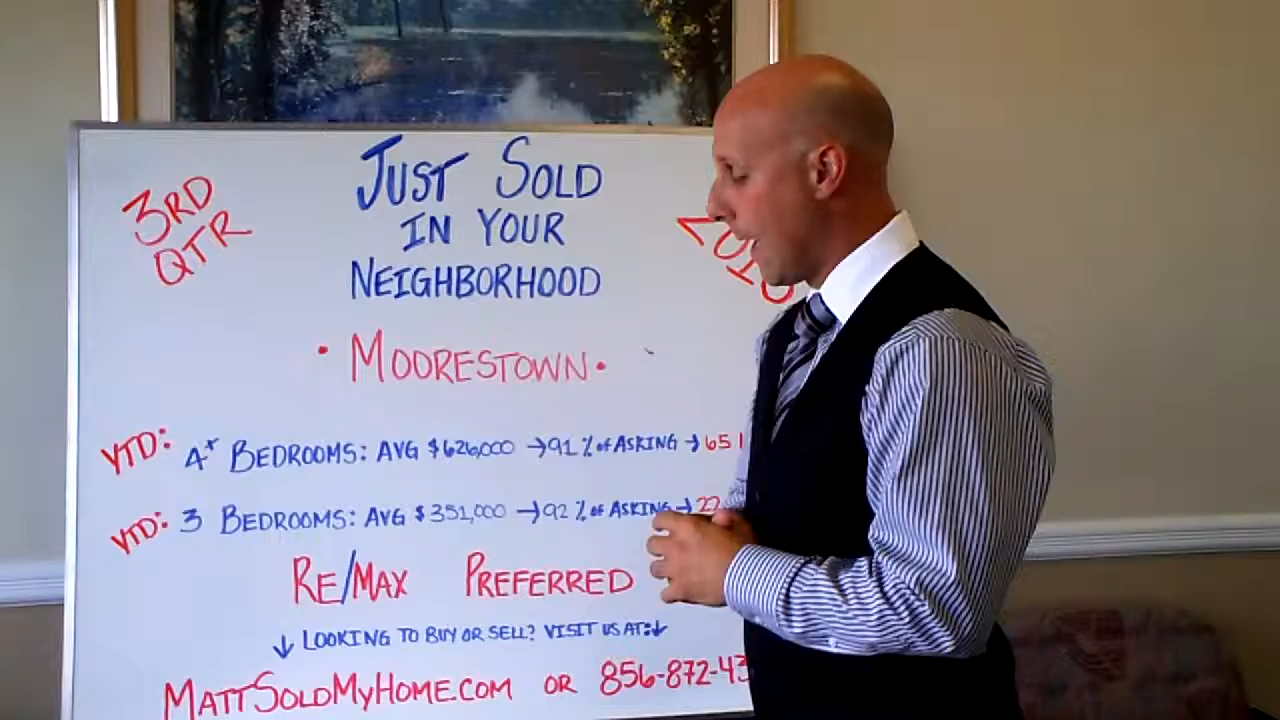 3RD
QTR
JUST SOLD
IN YOUR
NEIGHBORHOOD
• MOORESTOWN •
YTD: 4+ BEDROOMS: AVG $626,000 → 91% of ASKING → 651
YTD: 3 BEDROOMS: AVG $351,000 → 92% of ASKING →
RE/MAX PREFERRED
↓ LOOKING TO BUY OR SELL? VISIT US AT: ↓
MATTSOLDMYHOME.COM OR 856-872-43